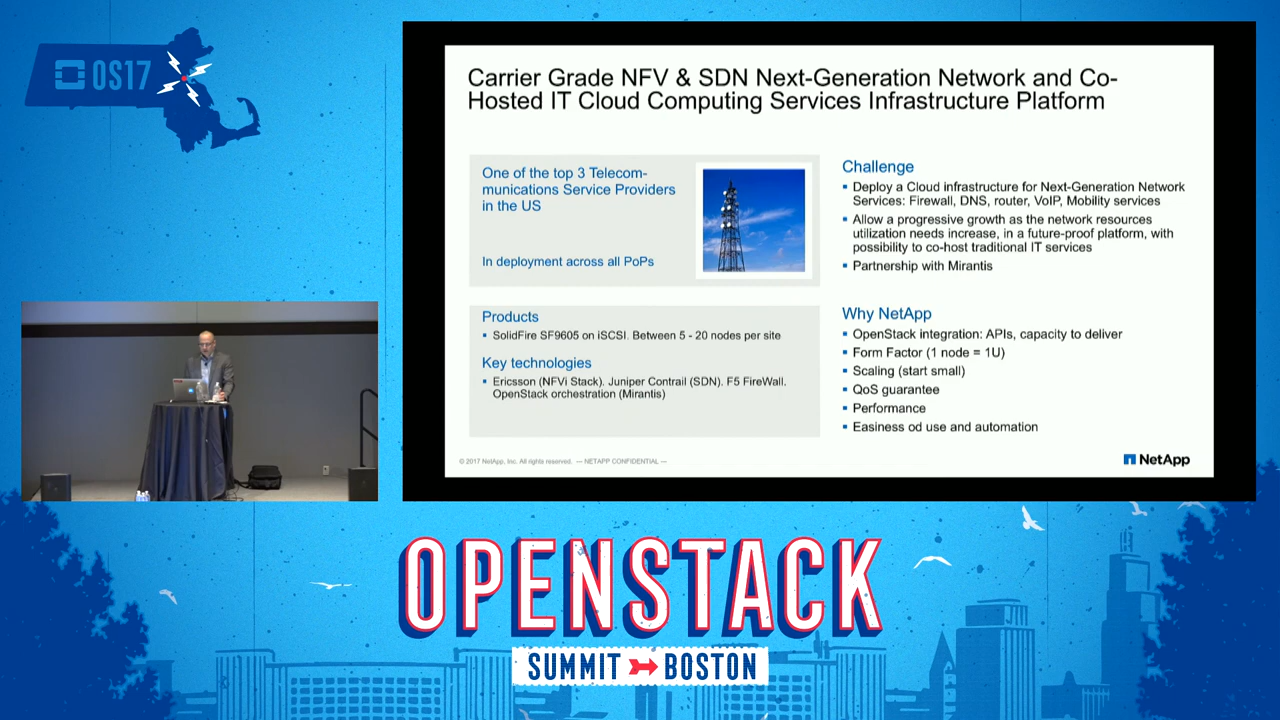 OS17
Carrier Grade NFV & SDN Next-Generation Network and Co-
Hosted IT Cloud Computing Services Infrastructure Platform
One of the top 3 Telecom-
munications Service Providers
in the US
In deployment across all PoPs
Challenge
▪ Deploy a Cloud infrastructure for Next-Generation Network
Services: Firewall, DNS, router, VoIP, Mobility services
▪ Allow a progressive growth as the network resources
utilization needs increase, in a future-proof platform, with
possibility to co-host traditional IT services
▪ Partnership with Mirantis
Products
▪ SolidFire SF9605 on iSCSI. Between 5 - 20 nodes per site
Key technologies
▪ Ericsson (NFVi Stack). Juniper Contrail (SDN). F5 FireWall.
OpenStack orchestration (Mirantis)
Why NetApp
▪ OpenStack integration: APIs, capacity to deliver
▪ Form Factor (1 node = 1U)
▪ Scaling (start small)
▪ QoS guarantee
▪ Performance
▪ Easiness od use and automation
© 2017 NetApp, Inc. All rights reserved. — NETAPP CONFIDENTIAL —
NetApp
OPENSTACK
SUMMIT BOSTON